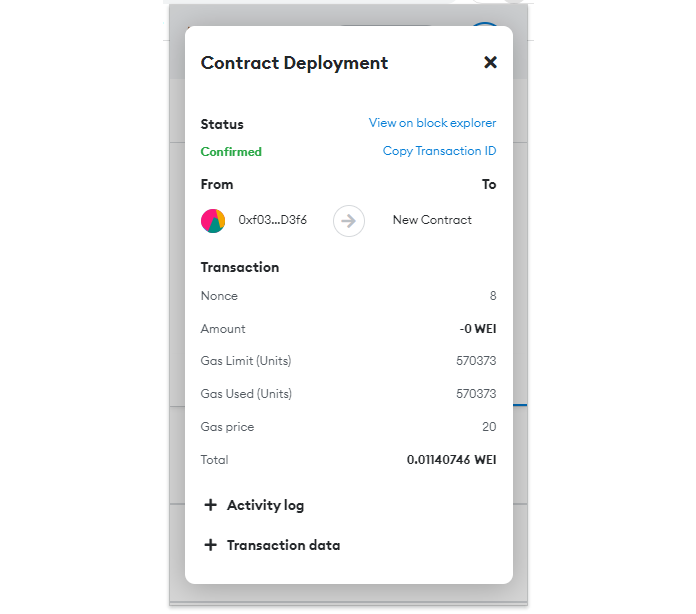 Contract Deployment
Status View on block explorer
Confirmed Copy Transaction ID
From To
0xf03...D3f6 New Contract
Transaction
Nonce 8
Amount -0 WEI
Gas Limit (Units) 570373
Gas Used (Units) 570373
Gas price 20
Total 0.01140746 WEI
+ Activity log
+ Transaction data